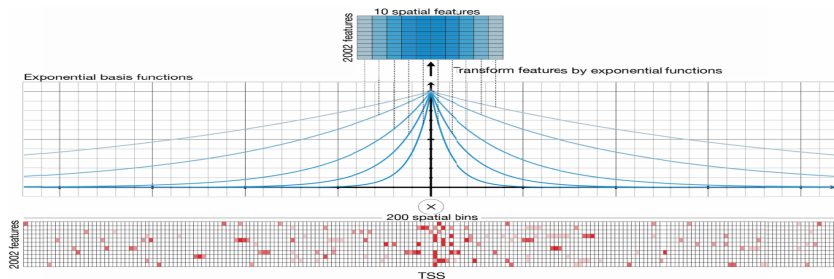 10 spatial features
2002 features
Exponential basis functions
Transform features by exponential functions
200 spatial bins
2002 features
TSS